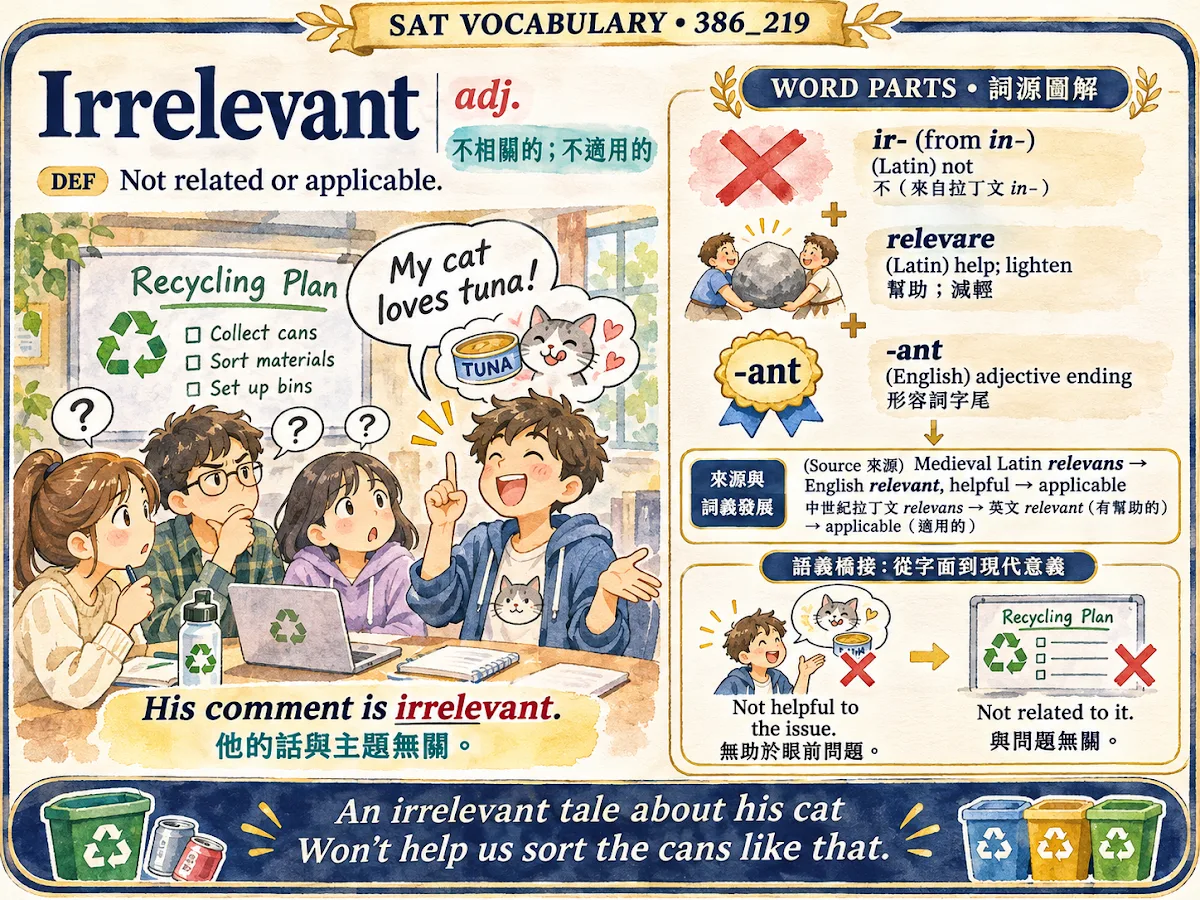 SAT VOCABULARY • 386_219
Irrelevant
adj.
不相關的；不適用的
DEF Not related or applicable.
Recycling Plan
Collect cans
Sort materials
Set up bins
My cat
loves tuna!
TUNA
?
?
?
His comment is irrelevant.
他的話與主題無關。
WORD PARTS • 詞源圖解
ir- (from in-)
(Latin) not
不（來自拉丁文 in-）
+
relevare
(Latin) help; lighten
幫助；減輕
+
-ant
-ant
(English) adjective ending
形容詞字尾
來源與
詞義發展
(Source 來源) Medieval Latin relevans →
English relevant, helpful → applicable
中世紀拉丁文 relevans → 英文 relevant (有幫助的)
→ applicable（適用的）
語義橋接：從字面到現代意義
Not helpful to
the issue.
無助於眼前問題。
Recycling Plan
Not related to it.
與問題無關。
An irrelevant tale about his cat
Won't help us sort the cans like that.